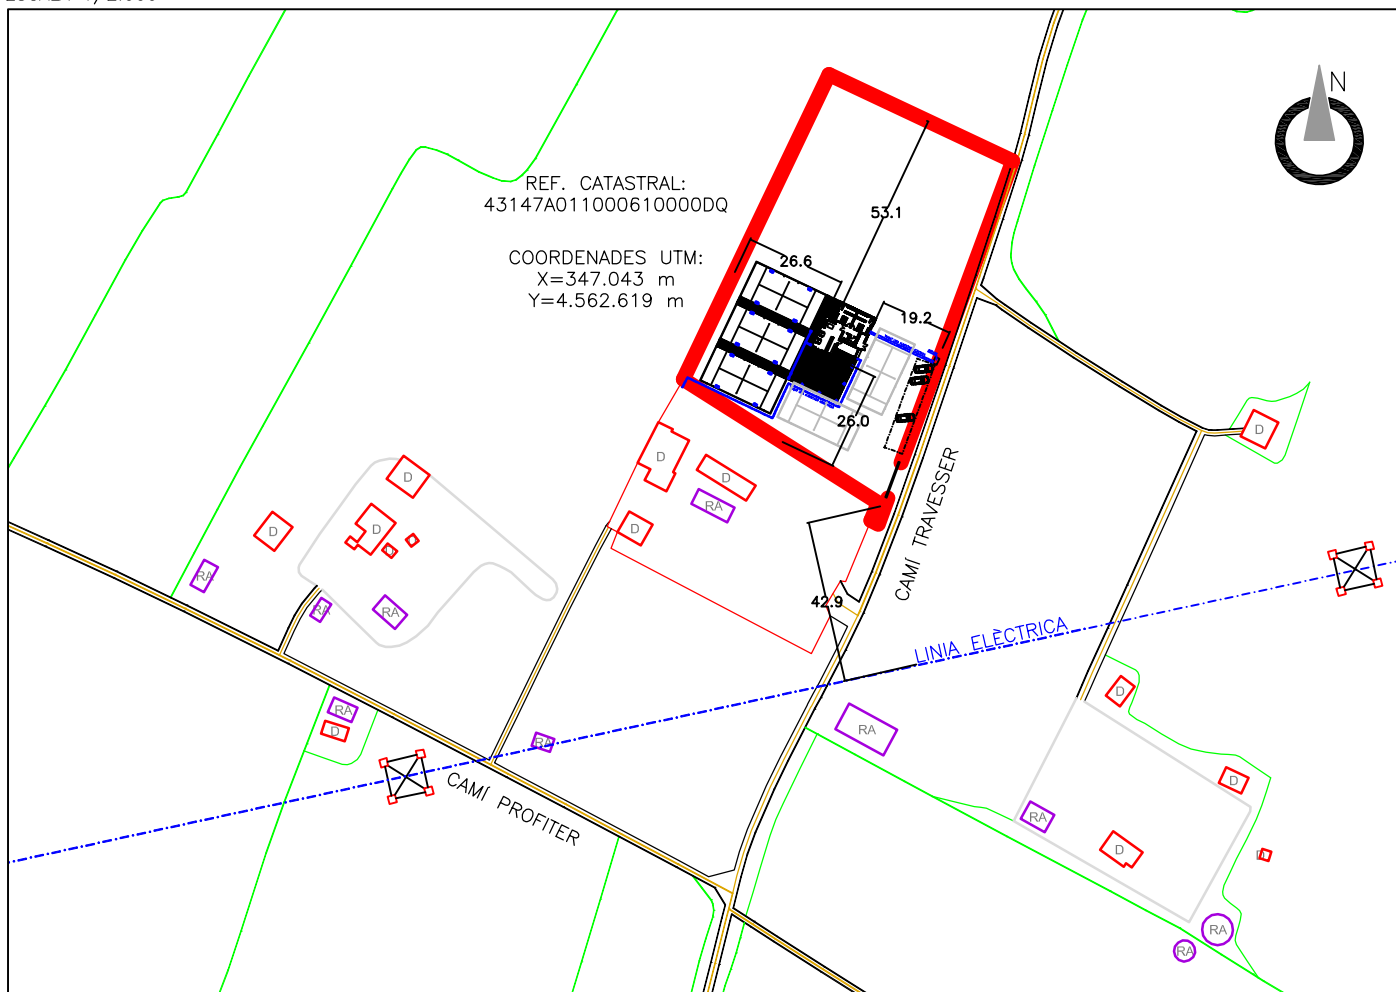 N
REF. CATASTRAL:
43147A011000610000DQ
COORDENADES UTM:
X=347.043 m
Y=4.562.619 m
53.1
26.6
19.2
26.0
D
D
D
D
D
RA
D
D
RA
RA
RA
42.9
CAMÍ TRAVESSER
LINIA ELÈCTRICA
D
RA
D
RA
RA
D
D
RA
D
CAMÍ PROFITER
RA
RA